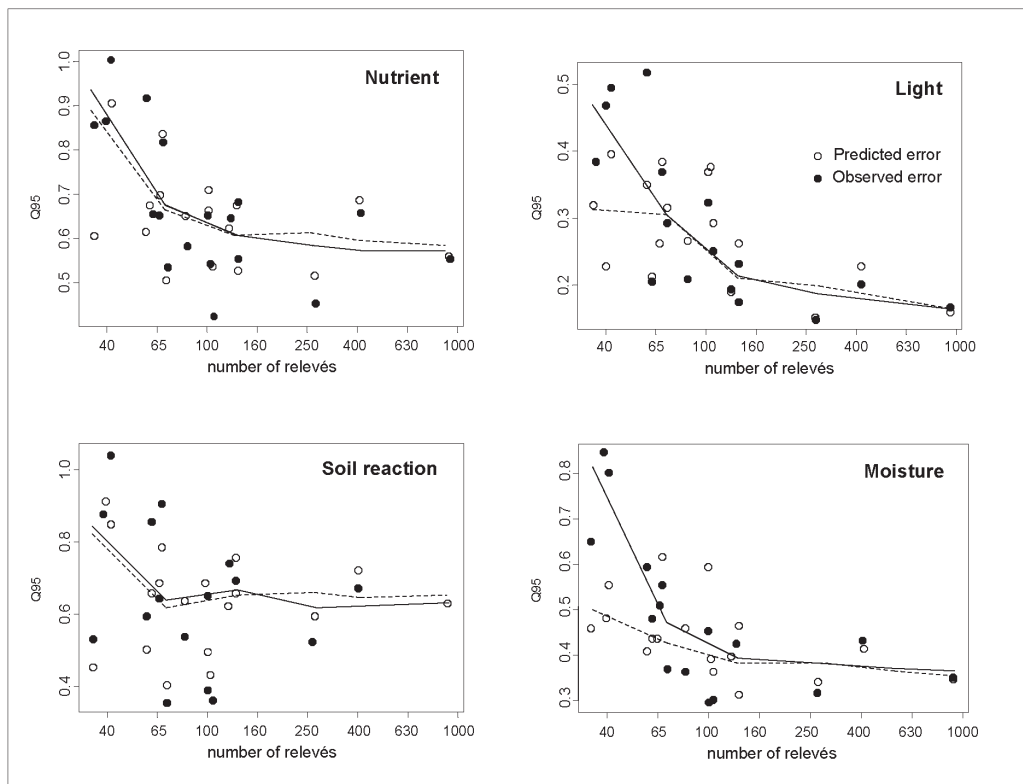 Nutrient
Q95
1.0
0.9
0.8
0.7
0.6
0.5
40 65 100 160 250 400 630 1000
number of relevés
Light
Predicted error
Observed error
Q95
0.5
0.4
0.3
0.2
40 65 100 160 250 400 630 1000
number of relevés
Soil reaction
Q95
1.0
0.8
0.6
0.4
40 65 100 160 250 400 630 1000
number of relevés
Moisture
Q95
0.8
0.7
0.6
0.5
0.4
0.3
40 65 100 160 250 400 630 1000
number of relevés